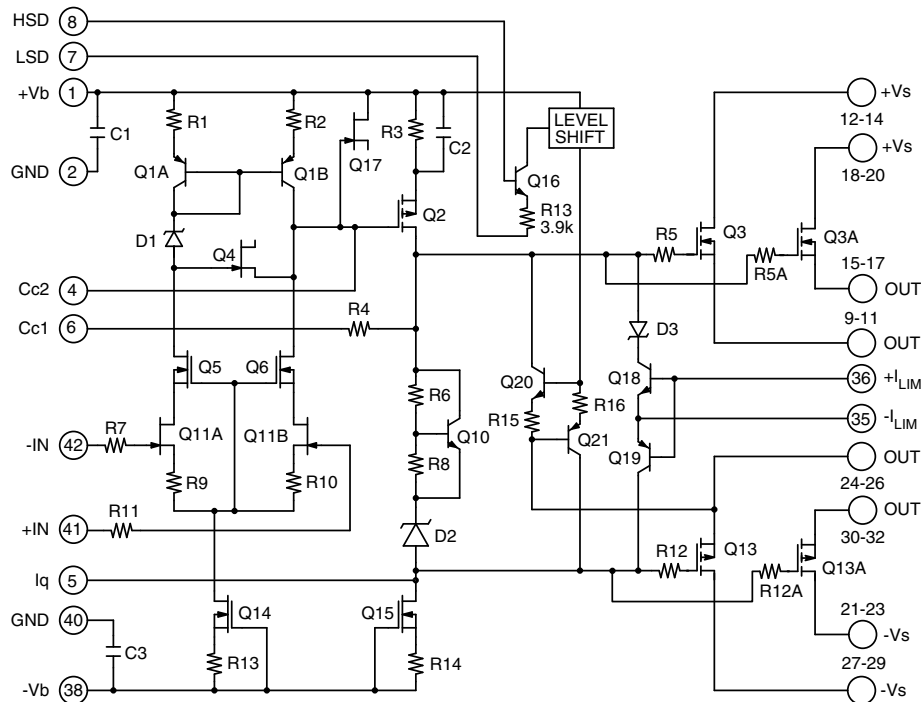 HSD 8
LSD 7
+Vb 1
+Vs
12-14
LEVEL
SHIFT
R1
R2
R3
C1
C2
Q17
GND 2
Q1A
Q1B
Q16
+Vs
18-20
Q2
R13
3.9k
D1
Q4
R5
Q3
Q3A
R5A
15-17
OUT
Cc2 4
Cc1 6
R4
D3
9-11
OUT
Q5
Q6
R6
Q20
Q18
36 +ILIM
R15
R16
-IN 42
R7
Q11A
Q11B
Q10
Q21
35 -ILIM
R8
Q19
OUT
R9
R10
24-26
+IN 41
R11
D2
R12
Q13
OUT
30-32
Iq 5
R12A
Q13A
Q14
Q15
21-23
GND 40
-Vs
C3
R13
R14
27-29
-Vb 38
-Vs